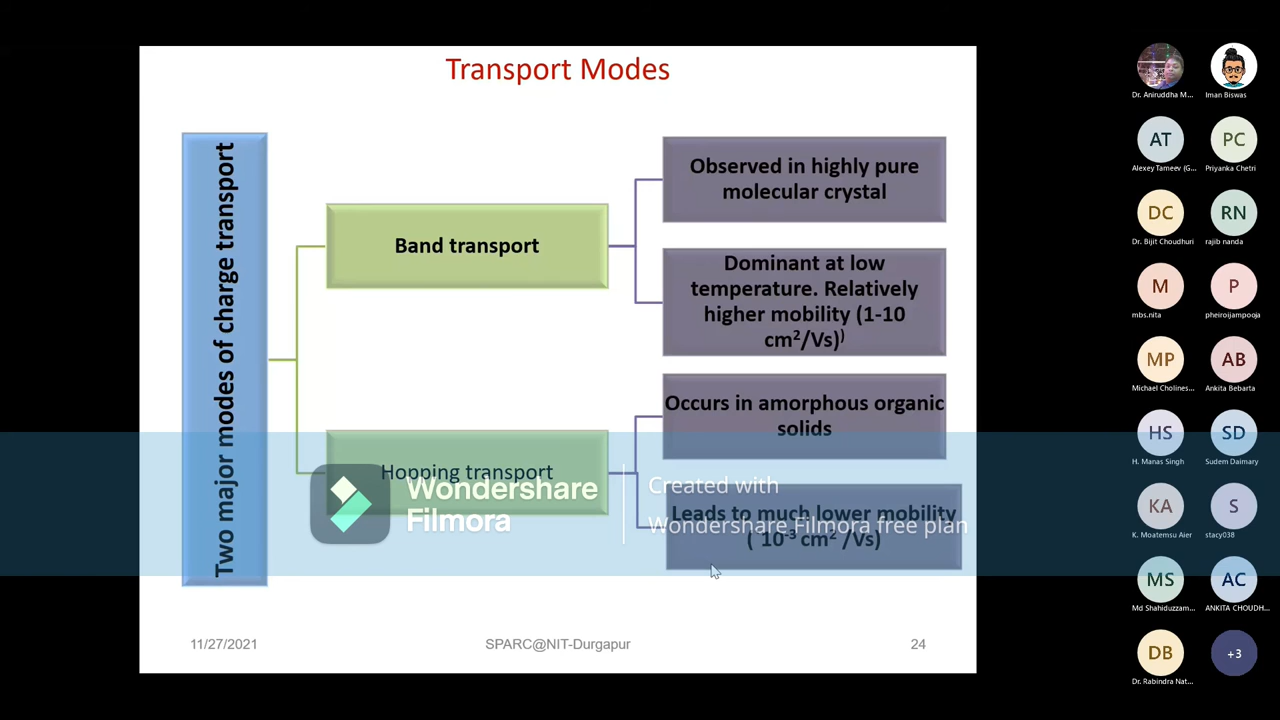 Transport Modes
Two major modes of charge transport
Band transport
Observed in highly pure
molecular crystal
Dominant at low
temperature. Relatively
higher mobility (1-10
cm²/Vs)⁾
Hopping transport
Occurs in amorphous organic
solids
Leads to much lower mobility
(˜10⁻³ cm² /Vs)
Wondershare
Filmora
Created with
Wondershare Filmora free plan
11/27/2021
SPARC@NIT-Durgapur
24
Dr. Aniruddha M...
Iman Biswas
AT
PC
Alexey Tameev (G...
Priyanka Chetri
DC
RN
Dr. Bijit Choudhuri
rajib nanda
M
P
mbs.nita
pheiroijampooja
MP
AB
Michael Cholines...
Ankita Bebarta
HS
SD
H. Manas Singh
Sudem Daimary
KA
S
K. Moatemsu Aier
stacy038
MS
AC
Md Shahiduzzam...
ANKITA CHOUDH...
DB
+3
Dr. Rabindra Nat...